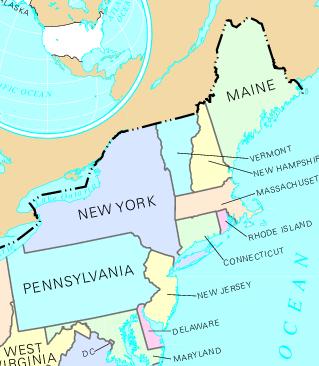 ALASKA
PACIFIC OCEAN
MAINE
VERMONT
NEW HAMPSHIR
MASSACHUSET
NEW YORK
RHODE ISLAND
CONNECTICUT
PENNSYLVANIA
NEW JERSEY
OCEAN
DELAWARE
WEST
VIRGINIA
DC
MARYLAND